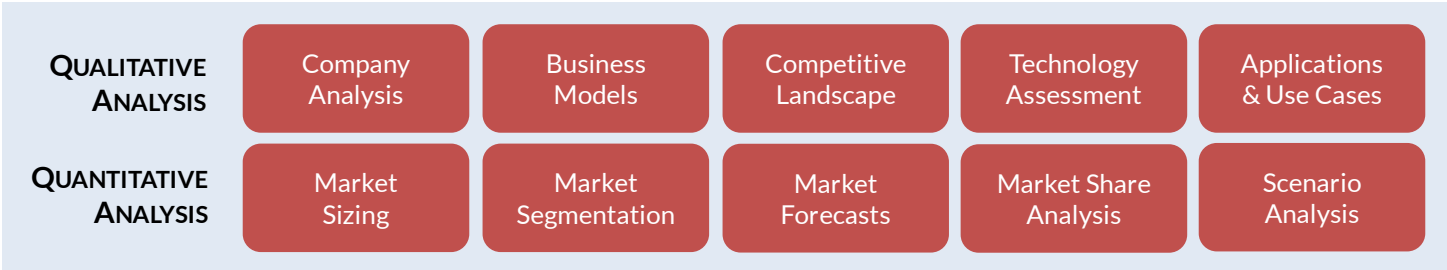 QUALITATIVE
ANALYSIS
Company
Analysis
Business
Models
Competitive
Landscape
Technology
Assessment
Applications
& Use Cases
QUANTITATIVE
ANALYSIS
Market
Sizing
Market
Segmentation
Market
Forecasts
Market Share
Analysis
Scenario
Analysis